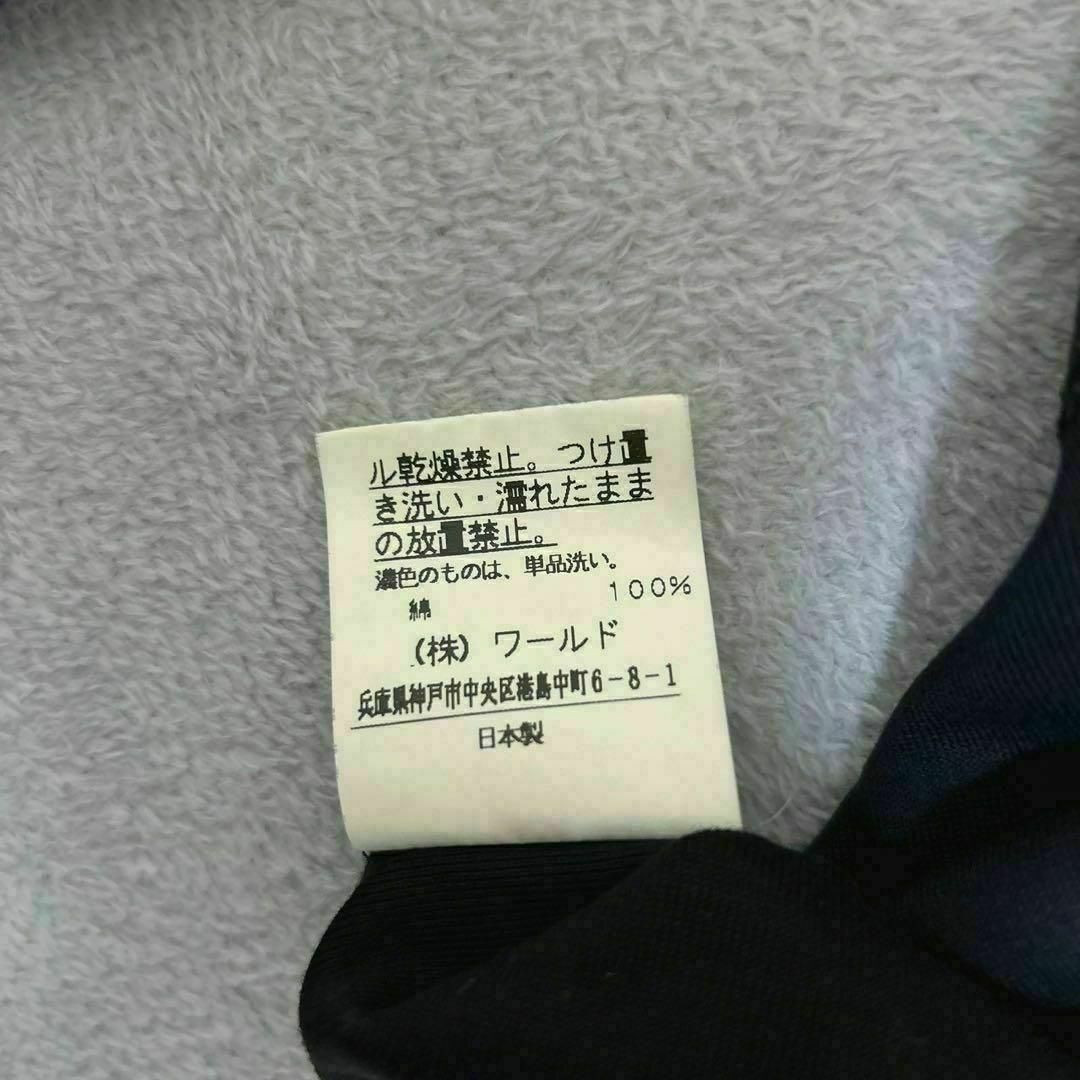 ル乾燥禁止。つけ置
き洗い・濡れたまま
の放置禁止。
濃色のものは、単品洗い。
綿 100%
(株) ワールド
兵庫県神戸市中央区港島中町6-8-1
日本製